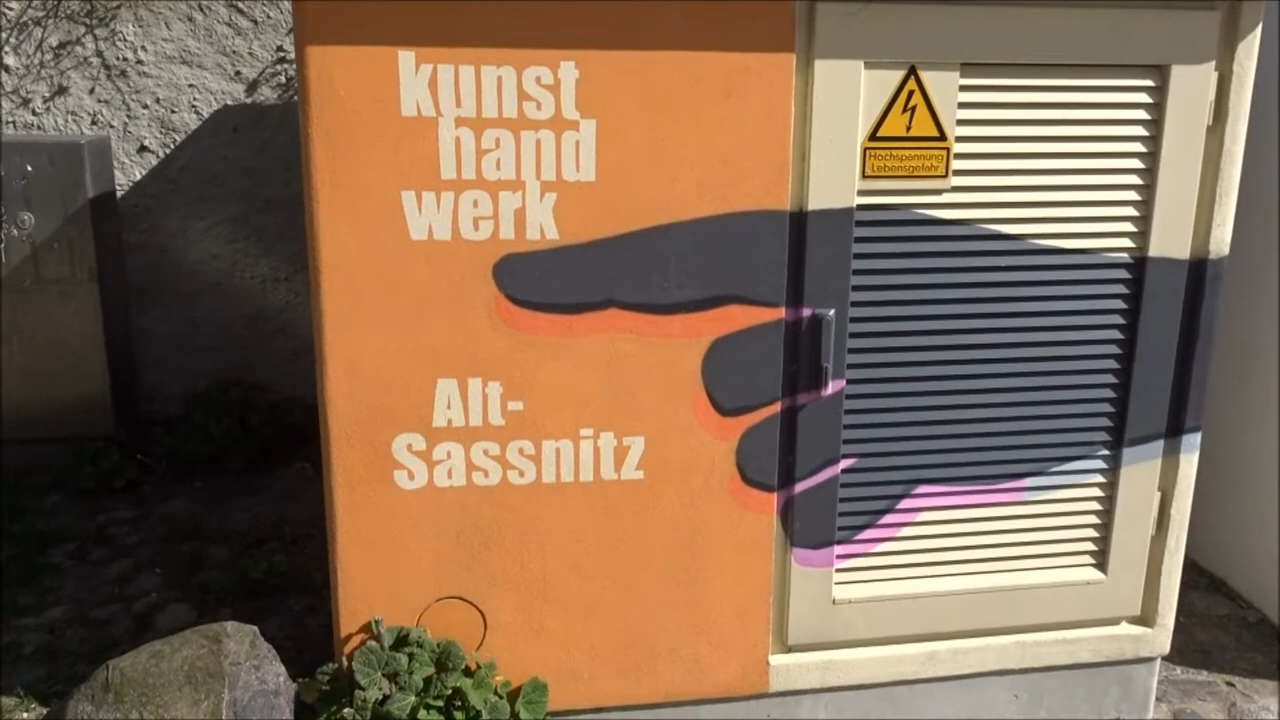 kunst
hand
werk
Alt-
Sassnitz
Hochspannung
Lebensgefahr